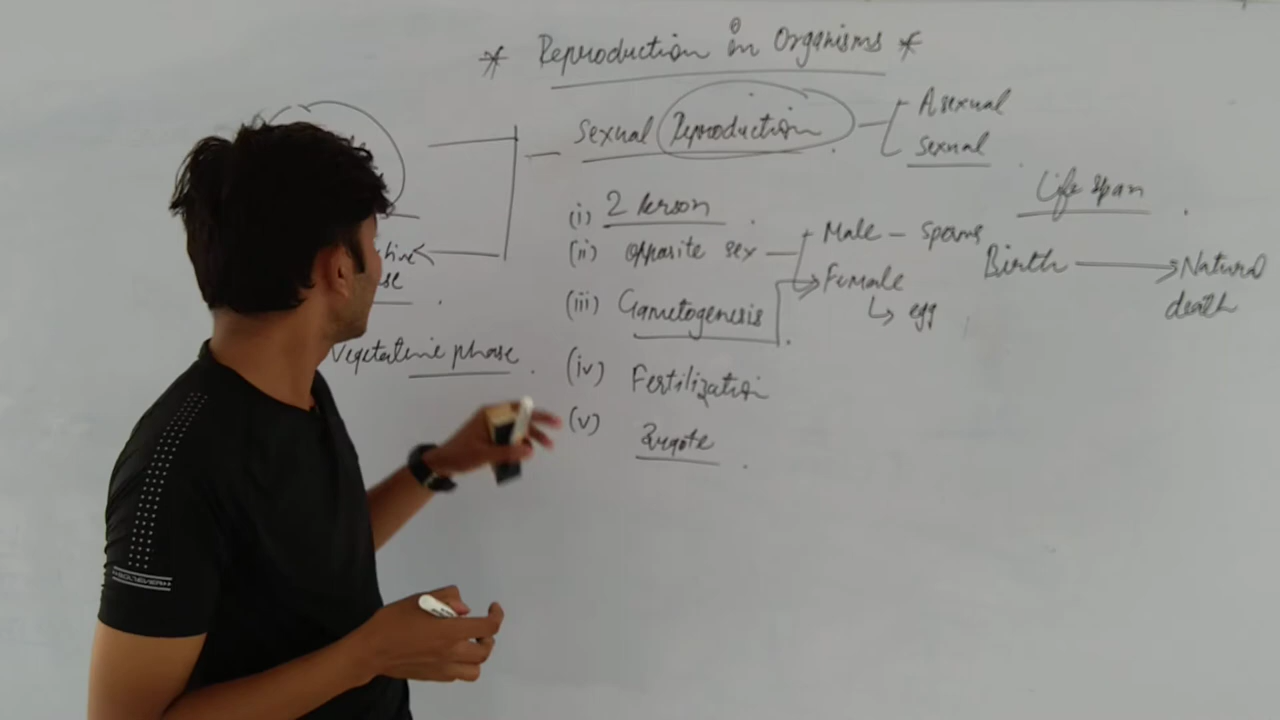 * Reproduction in Organisms *
Sexual Reproduction
Asexual
Sexual
(i) 2 Person
(ii) opposite sex
Male - sperms
Female
egg
(iii) Gametogenesis
(iv) Fertilization
(v) Zygote
Vegetative phase
Life span
Birth → Natural
death